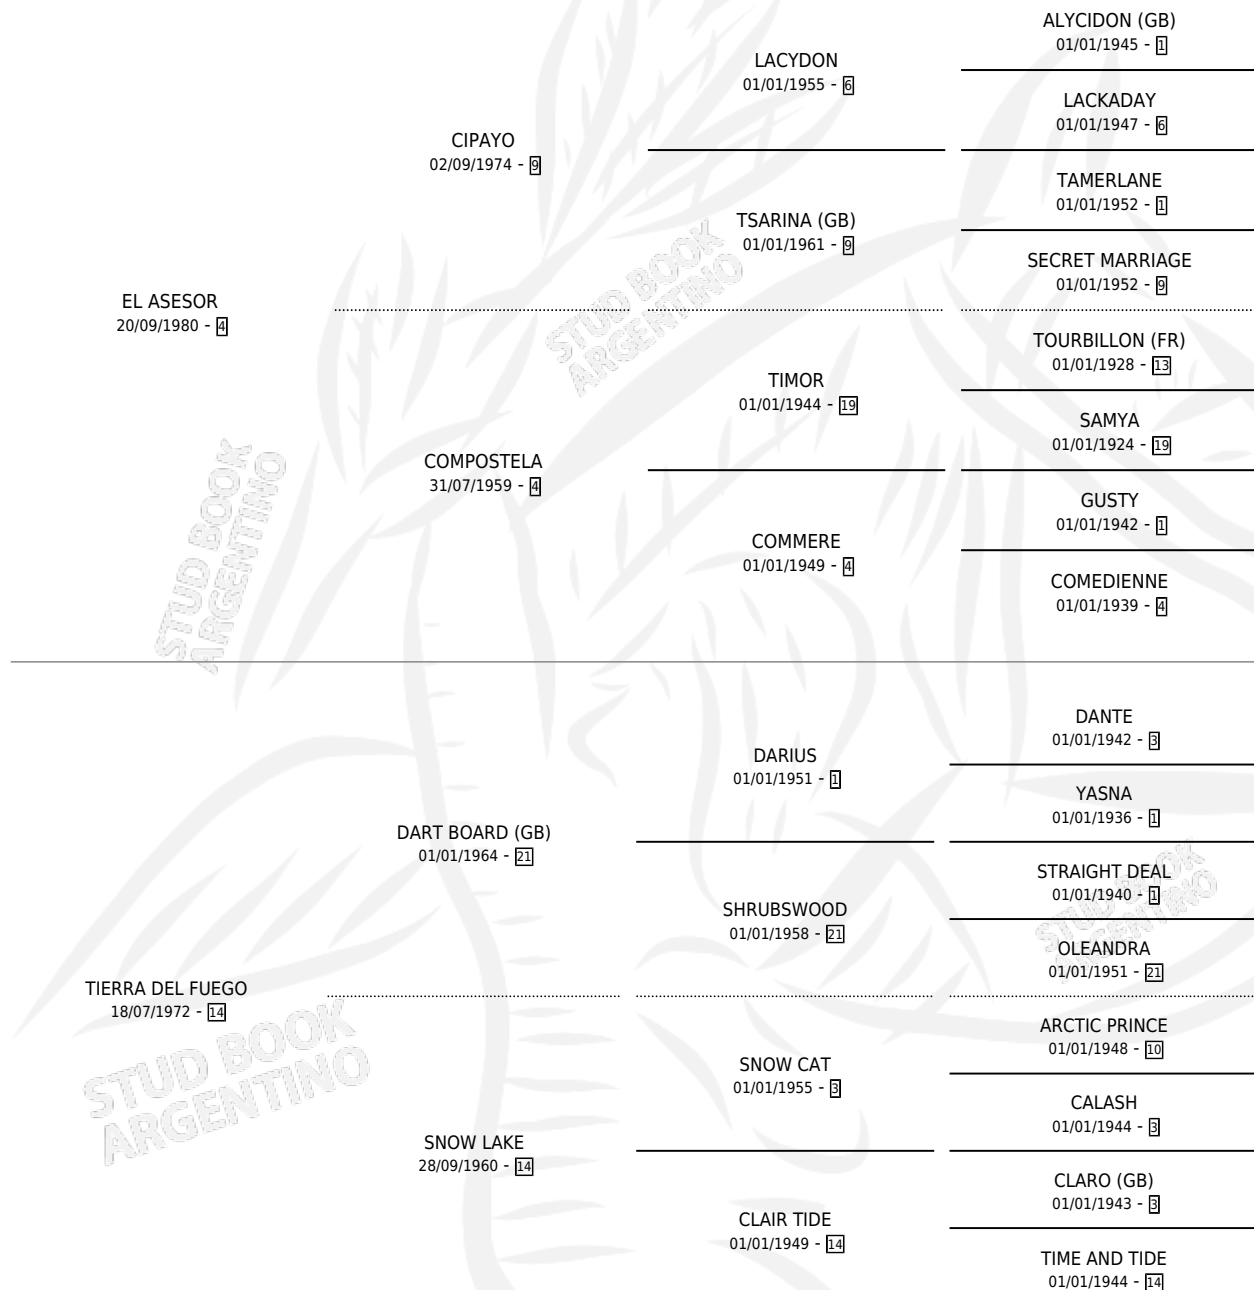 ALYCIDON (GB)
01/01/1945 - 1
LACYDON
01/01/1955 - 6
LACKADAY
01/01/1947 - 6
CIPAYO
02/09/1974 - 9
TAMERLANE
01/01/1952 - 1
TSARINA (GB)
01/01/1961 - 9
SECRET MARRIAGE
01/01/1952 - 9
EL ASESOR
20/09/1980 - 4
STUD BOOK
ARGENTINO
TOURBILLON (FR)
01/01/1928 - 13
TIMOR
01/01/1944 - 19
SAMYA
01/01/1924 - 19
COMPOSTELA
31/07/1959 - 4
GUSTY
01/01/1942 - 1
COMMERE
01/01/1949 - 4
COMEDIENNE
01/01/1939 - 4
STUD BOOK
ARGENTINO
DANTE
01/01/1942 - 3
DARIUS
01/01/1951 - 1
YASNA
01/01/1936 - 1
DART BOARD (GB)
01/01/1964 - 21
STRAIGHT DEAL
01/01/1940 - 1
SHRUBSWOOD
01/01/1958 - 21
STUD BOOK
ARGENTINO
OLEANDRA
01/01/1951 - 21
TIERRA DEL FUEGO
18/07/1972 - 14
STUD BOOK
ARGENTINO
ARCTIC PRINCE
01/01/1948 - 10
SNOW CAT
01/01/1955 - 3
CALASH
01/01/1944 - 3
SNOW LAKE
28/09/1960 - 14
CLARO (GB)
01/01/1943 - 3
CLAIR TIDE
01/01/1949 - 14
TIME AND TIDE
01/01/1944 - 14